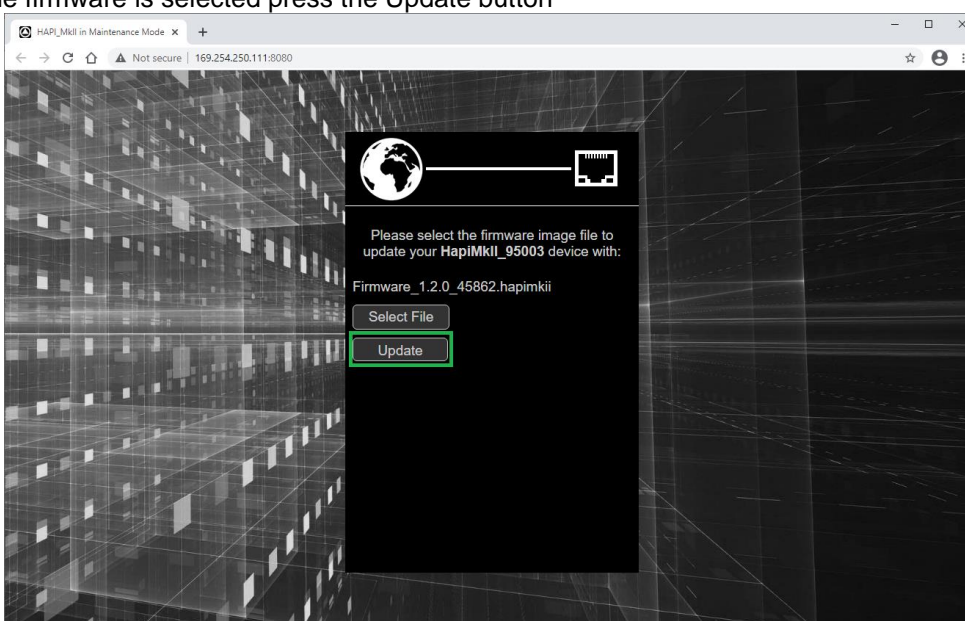 e firmware is selected press the Update button
HAPI_MkII in Maintenance Mode
Not secure | 169.254.250.111:8080
Please select the firmware image file to
update your HapiMkII_95003 device with:
Firmware_1.2.0_45862.hapimkii
Select File
Update